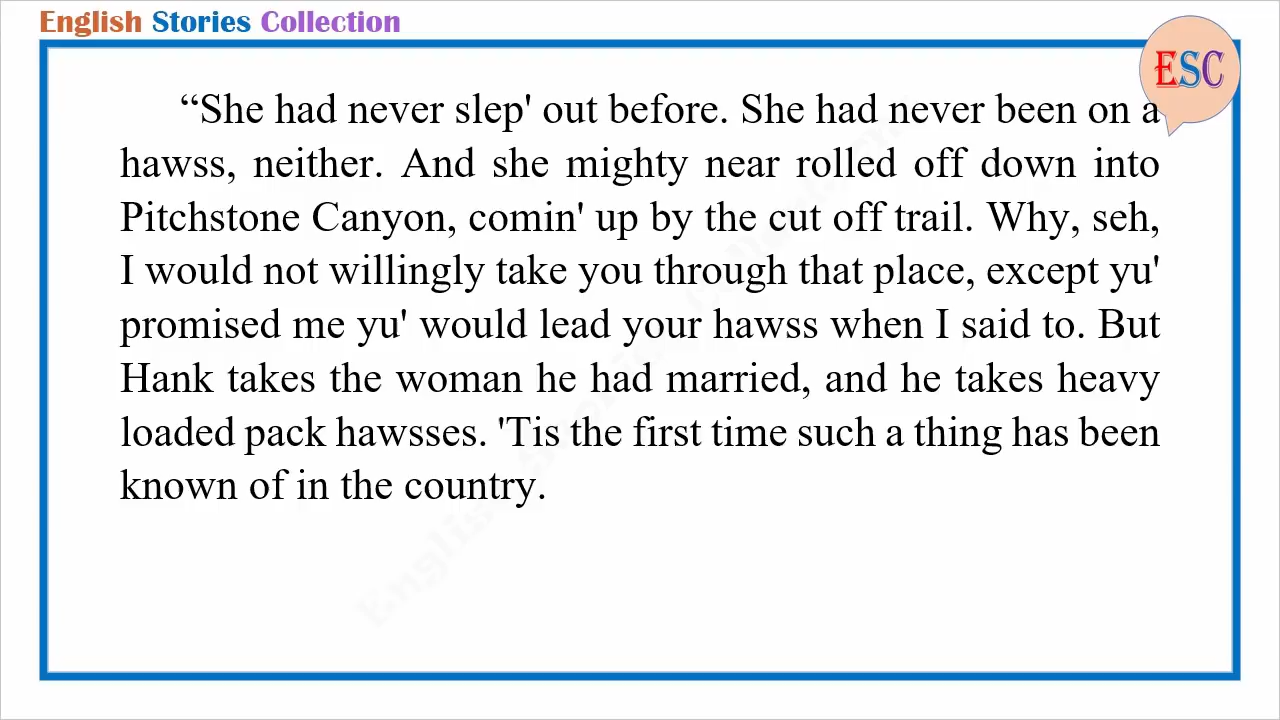 English Stories Collection
ESC
“She had never slep' out before. She had never been on a
hawss, neither. And she mighty near rolled off down into
Pitchstone Canyon, comin' up by the cut off trail. Why, seh,
I would not willingly take you through that place, except yu'
promised me yu' would lead your hawss when I said to. But
Hank takes the woman he had married, and he takes heavy
loaded pack hawsses. 'Tis the first time such a thing has been
known of in the country.